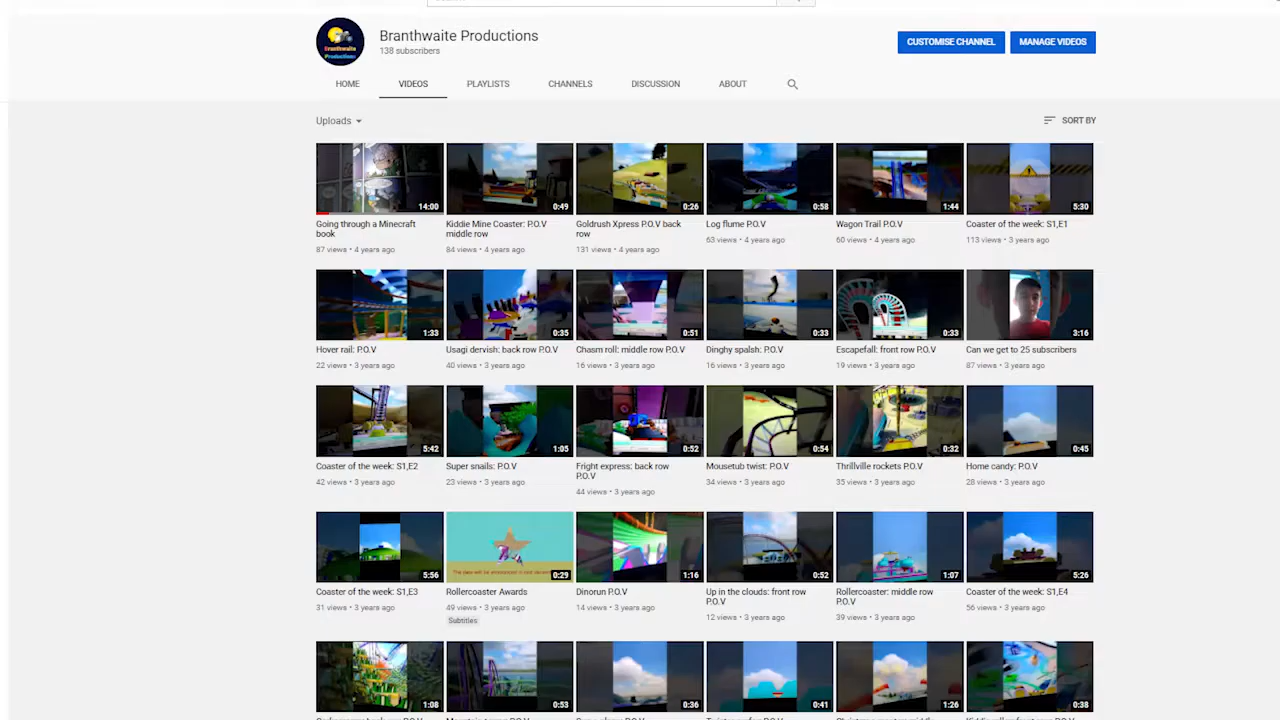 Branthwaite Productions
Branthwaite
Productions
138 subscribers
CUSTOMISE CHANNEL
MANAGE VIDEOS
HOME
VIDEOS
PLAYLISTS
CHANNELS
DISCUSSION
ABOUT
Uploads
SORT BY
14:00
0:49
0:26
0:58
1:44
5:30
Going through a Minecraft
book
87 views • 4 years ago
Kiddie Mine Coaster: P.O.V
middle row
84 views • 4 years ago
Goldrush Xpress P.O.V back
row
131 views • 4 years ago
Log flume P.O.V
63 views • 4 years ago
Wagon Trail P.O.V
60 views • 4 years ago
Coaster of the week: S1,E1
113 views • 3 years ago
1:33
0:35
0:51
0:33
0:33
3:16
Hover rail: P.O.V
22 views • 3 years ago
Usagi dervish: back row P.O.V
40 views • 3 years ago
Chasm roll: middle row P.O.V
16 views • 3 years ago
Dinghy spalsh: P.O.V
16 views • 3 years ago
Escapefall: front row P.O.V
19 views • 3 years ago
Can we get to 25 subscribers
87 views • 3 years ago
5:42
1:05
0:52
0:54
0:32
0:45
Coaster of the week: S1,E2
42 views • 3 years ago
Super snails: P.O.V
23 views • 3 years ago
Fright express: back row
P.O.V
44 views • 3 years ago
Mousetub twist: P.O.V
34 views • 3 years ago
Thrillville rockets P.O.V
35 views • 3 years ago
Home candy: P.O.V
28 views • 3 years ago
5:56
0:29
1:16
0:52
1:07
5:26
Coaster of the week: S1,E3
31 views • 3 years ago
Rollercoaster Awards
49 views • 3 years ago
Subtitles
Dinorun P.O.V
14 views • 3 years ago
Up in the clouds: front row
P.O.V
12 views • 3 years ago
Rollercoaster: middle row
P.O.V
39 views • 3 years ago
Coaster of the week: S1,E4
56 views • 3 years ago
1:08
0:53
0:36
0:41
1:26
0:38